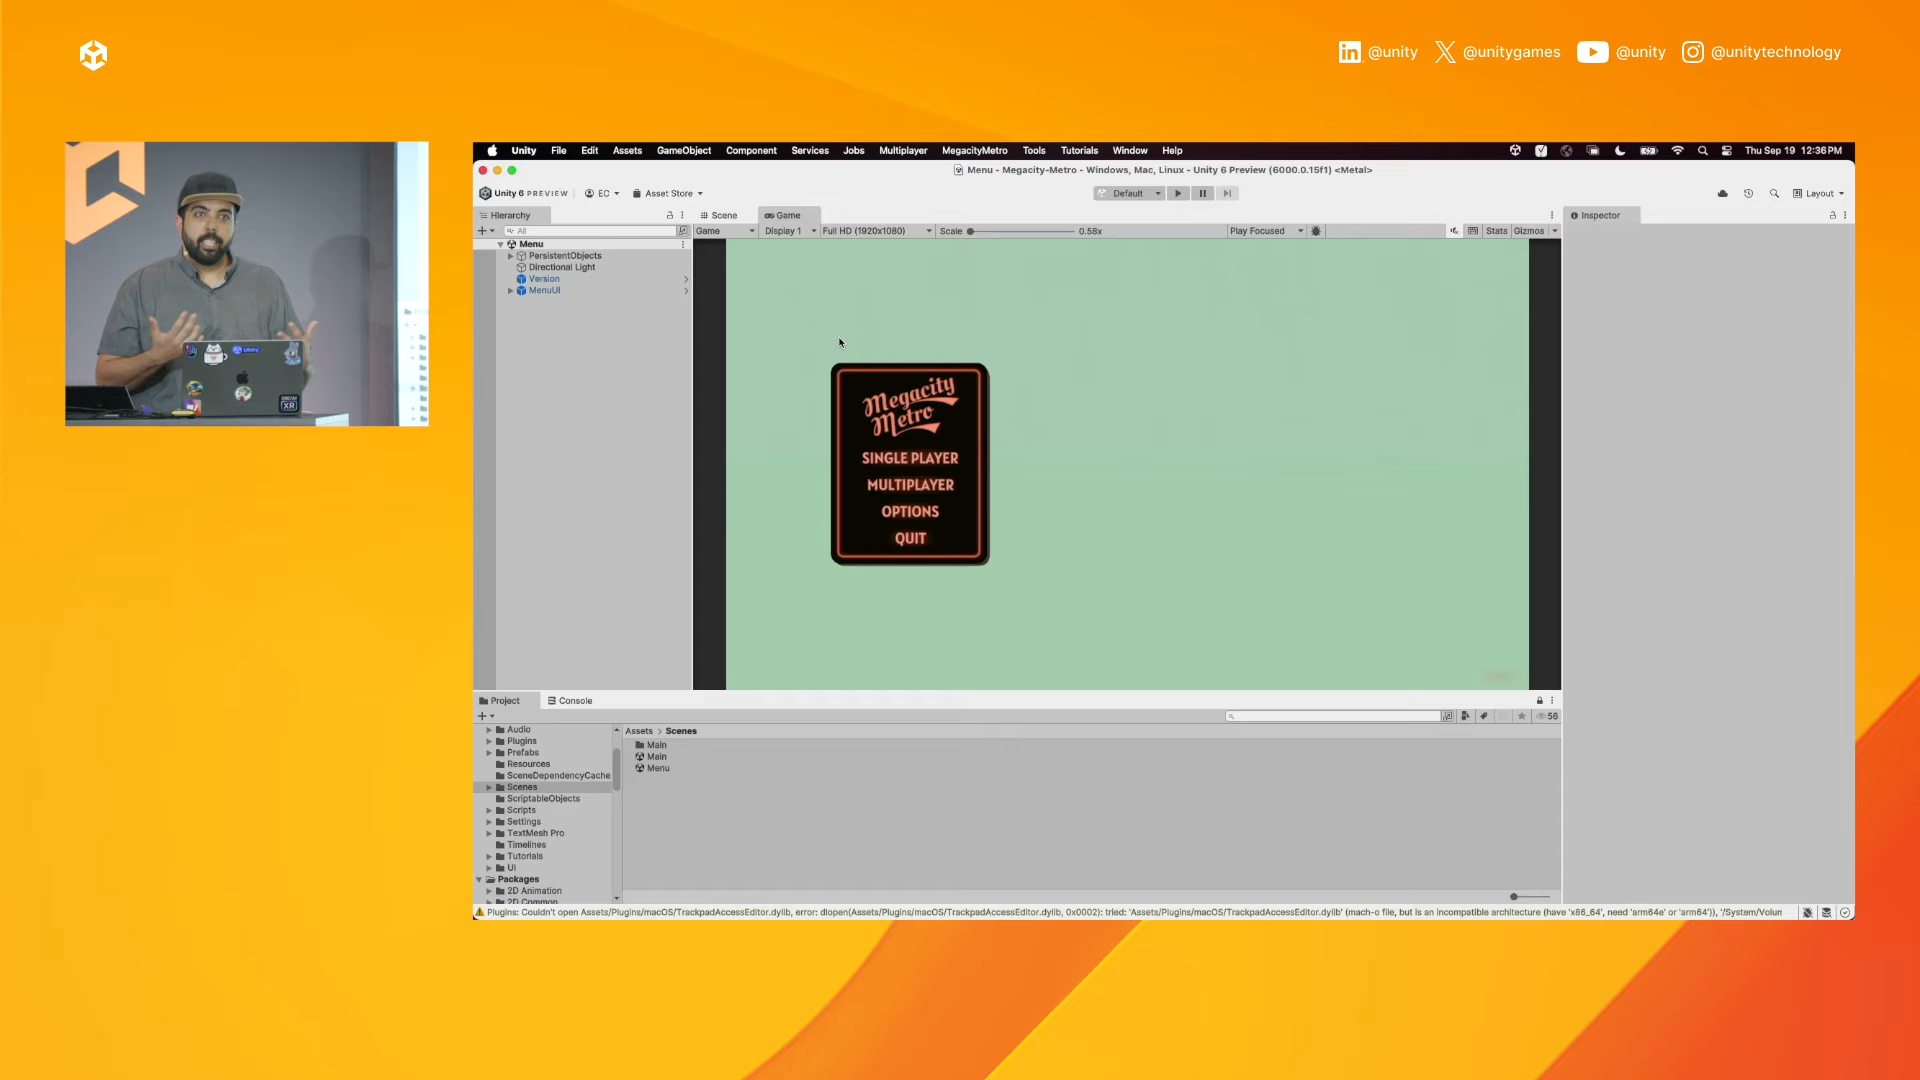 @unity
@unitygames
@unity
@unitytechnology
Unity File Edit Assets GameObject Component Services Jobs Multiplayer MegacityMetro Tools Tutorials Window Help
Thu Sep 19 12:36 PM
Menu - Megacity-Metro - Windows, Mac, Linux - Unity 6 Preview (6000.0.15f1) <Metal>
Unity 6 PREVIEW EC Asset Store
Default
Layout
Hierarchy
Scene Game
Inspector
All
Game Display 1 Full HD (1920x1080) Scale 0.58x Play Focused Stats Gizmos
Menu
PersistentObjects
Directional Light
Version
MenuUI
Megacity
Metro
SINGLE PLAYER
MULTIPLAYER
OPTIONS
QUIT
unity
DREAM
XR
Project Console
56
Audio
Plugins
Prefabs
Resources
SceneDependencyCache
Scenes
ScriptableObjects
Scripts
Settings
TextMesh Pro
Timelines
Tutorials
UI
Packages
2D Animation
2D Common
Assets > Scenes
Main
Main
Menu
Plugins: Couldn't open Assets/Plugins/macOS/TrackpadAccessEditor.dylib, error: dlopen(Assets/Plugins/macOS/TrackpadAccessEditor.dylib, 0x0002): tried: 'Assets/Plugins/macOS/TrackpadAccessEditor.dylib' (mach-o file, but is an incompatible architecture (have 'x86_64', need 'arm64e' or 'arm64')), '/System/Volum